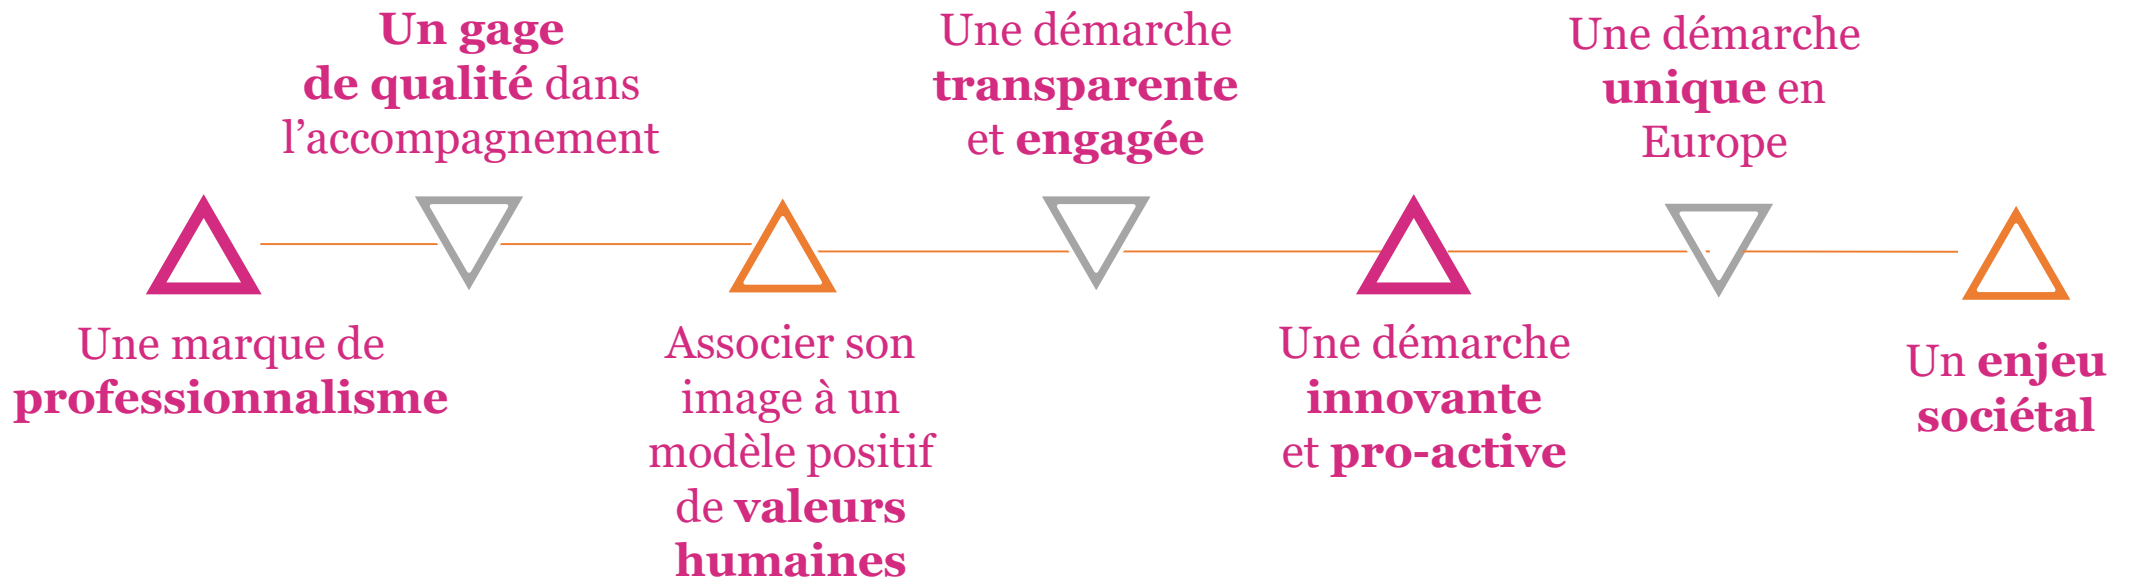 Une marque de
professionnalisme
Un gage
de qualité dans
l’accompagnement
Associer son
image à un
modèle positif
de valeurs
humaines
Une démarche
transparente
et engagée
Une démarche
innovante
et pro-active
Une démarche
unique en
Europe
Un enjeu
sociétal